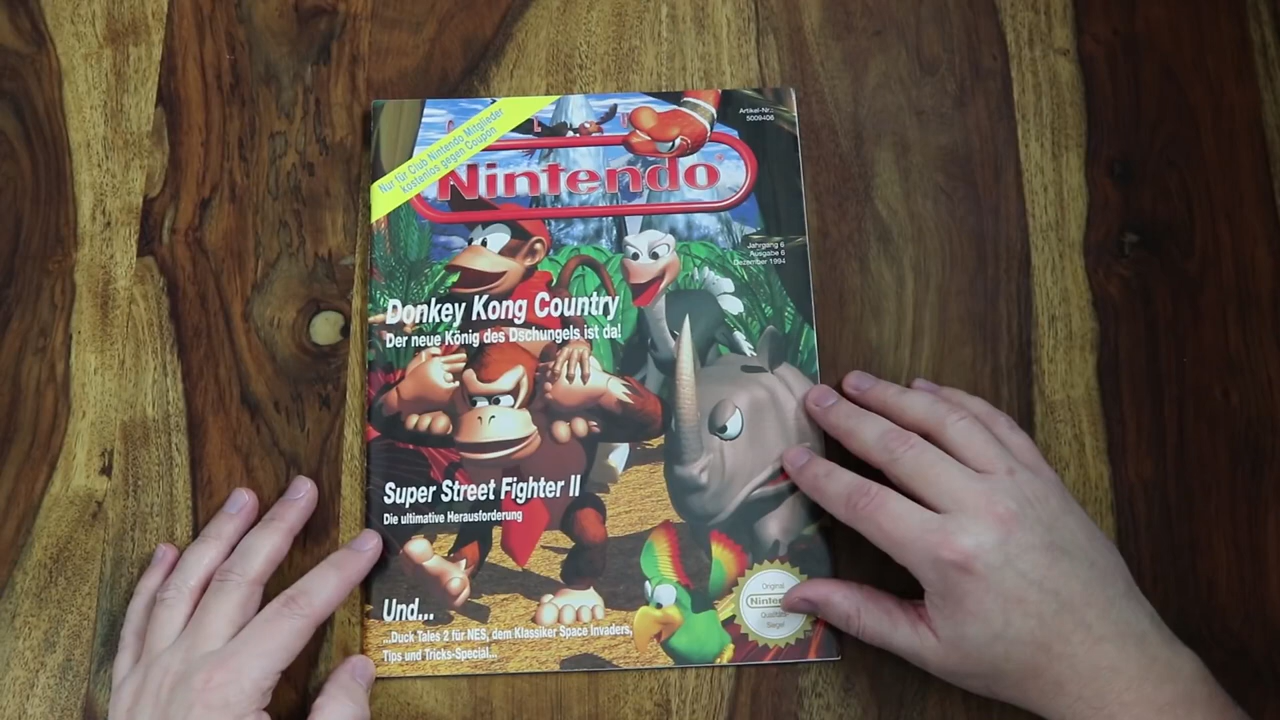 Artikel-Nr.:
5009406
Nur für Club Nintendo Mitglieder
kostenlos gegen Coupon
Nintendo®
Jahrgang 6
Ausgabe 6
Dezember 1994
Donkey Kong Country
Der neue König des Dschungels ist da!
Super Street Fighter II
Die ultimative Herausforderung
Und...
...Duck Tales 2 für NES, dem Klassiker Space Invaders,
Tips und Tricks-Special...
Original
Siegel